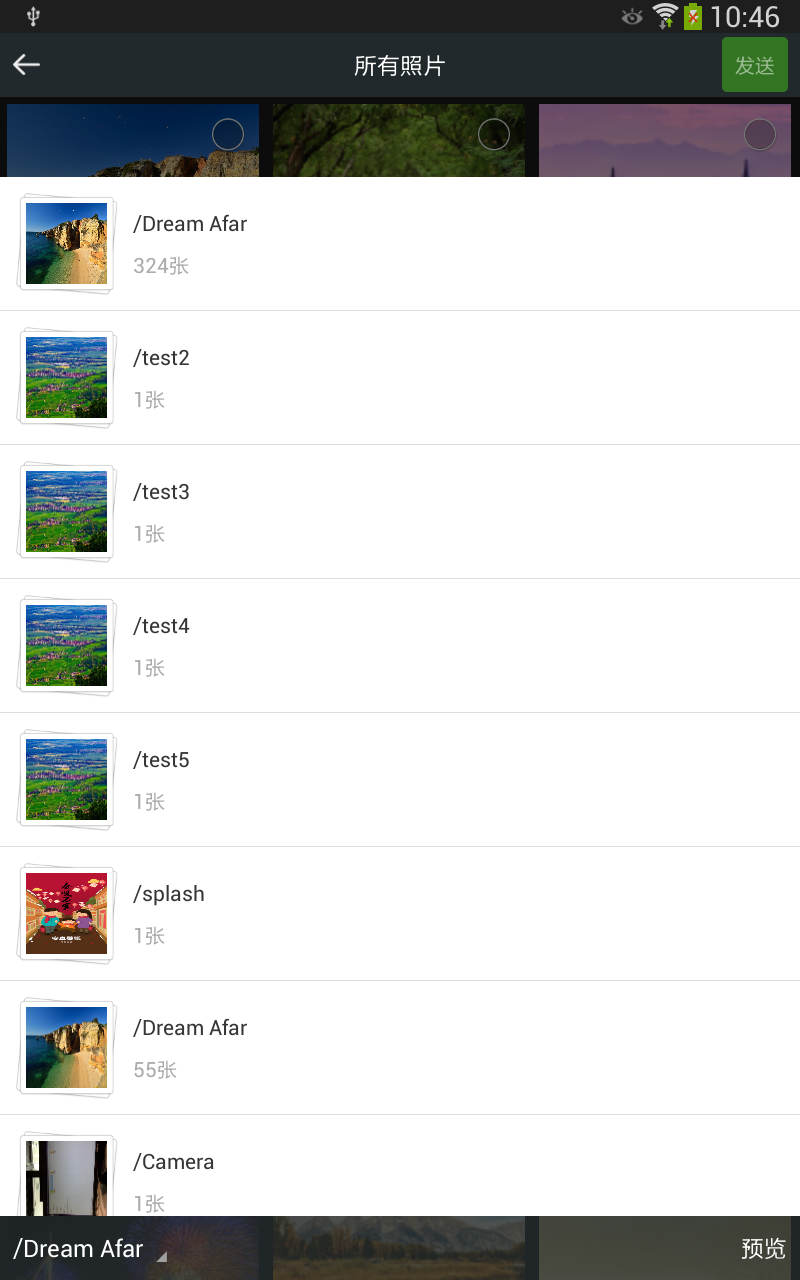 10:46
所有照片
发送
/Dream Afar
324张
/test2
1张
/test3
1张
/test4
1张
/test5
1张
/splash
1张
/Dream Afar
55张
/Camera
1张
/Dream Afar
预览